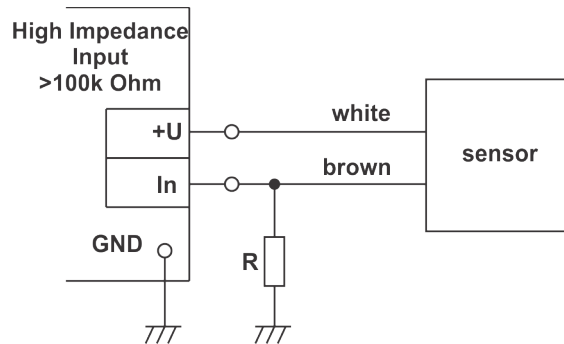 High Impedance
Input
>100k Ohm
+U
white
sensor
In
brown
GND
R